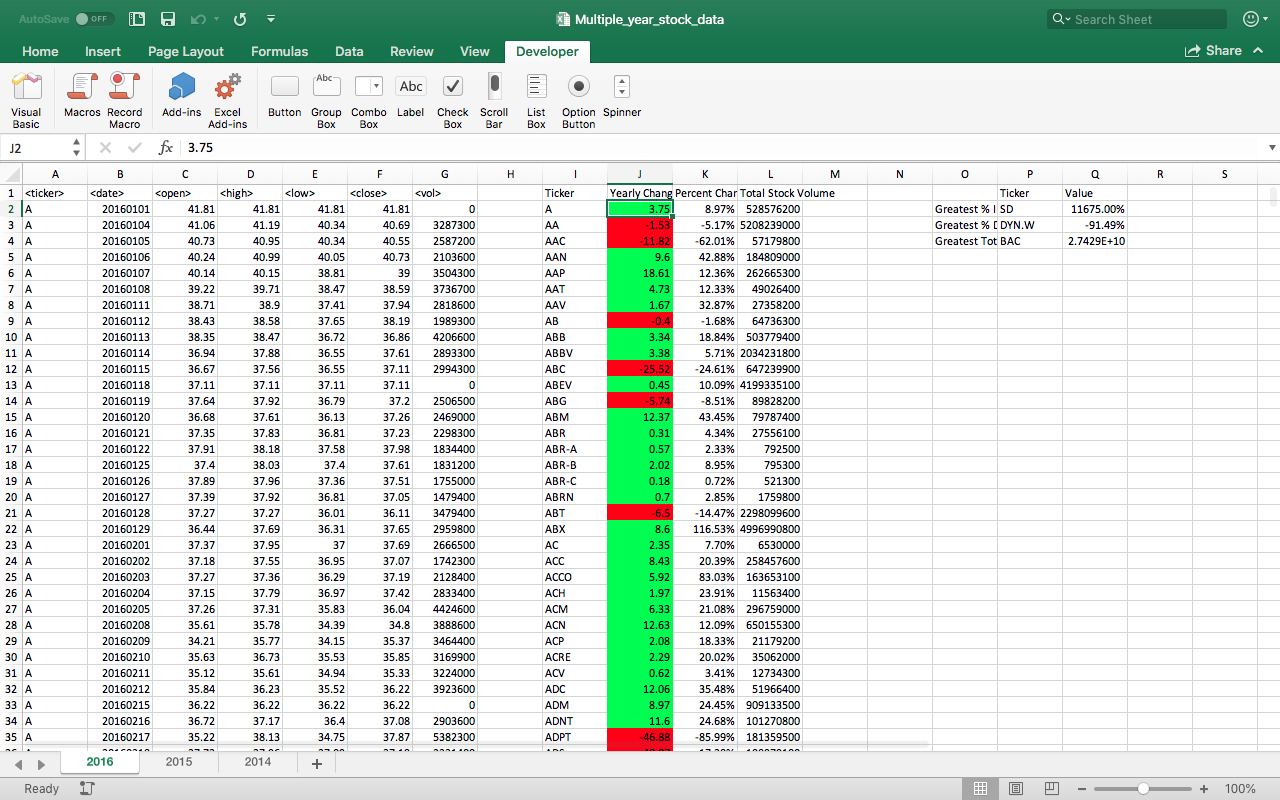 AutoSave OFF Multiple_year_stock_data Search Sheet
Home Insert Page Layout Formulas Data Review View Developer Share
Visual Basic Macros Record Macro Add-ins Excel Add-ins Button Group Box Combo Box Label Check Box Scroll Bar List Box Option Button Spinner
Abc Abc
J2 fx 3.75
A B C D E F G H I J K L M N O P Q R S
1 <ticker> <date> <open> <high> <low> <close> <vol> Ticker Yearly Chang Percent Char Total Stock Volume Ticker Value
2 A 20160101 41.81 41.81 41.81 41.81 0 A 3.75 8.97% 528576200 Greatest % I SD 11675.00%
3 A 20160104 41.06 41.19 40.34 40.69 3287300 AA -1.53 -5.17% 5208239000 Greatest % D DYN.W -91.49%
4 A 20160105 40.73 40.95 40.34 40.55 2587200 AAC -11.82 -62.01% 57179800 Greatest Tot BAC 2.7429E+10
5 A 20160106 40.24 40.99 40.05 40.73 2103600 AAN 9.6 42.88% 184809000
6 A 20160107 40.14 40.15 38.81 39 3504300 AAP 18.61 12.36% 262665300
7 A 20160108 39.22 39.71 38.47 38.59 3736700 AAT 4.73 12.33% 49026400
8 A 20160111 38.71 38.9 37.41 37.94 2818600 AAV 1.67 32.87% 27358200
9 A 20160112 38.43 38.58 37.65 38.19 1989300 AB -0.4 -1.68% 64736300
10 A 20160113 38.35 38.47 36.72 36.86 4206600 ABB 3.34 18.84% 503779400
11 A 20160114 36.94 37.88 36.55 37.61 2893300 ABBV 3.38 5.71% 2034231800
12 A 20160115 36.67 37.56 36.55 37.11 2994300 ABC -25.52 -24.61% 647239900
13 A 20160118 37.11 37.11 37.11 37.11 0 ABEV 0.45 10.09% 4199335100
14 A 20160119 37.64 37.92 36.79 37.2 2506500 ABG -5.74 -8.51% 89828200
15 A 20160120 36.68 37.61 36.13 37.26 2469000 ABM 12.37 43.45% 79787400
16 A 20160121 37.35 37.83 36.81 37.23 2298300 ABR 0.31 4.34% 27556100
17 A 20160122 37.91 38.18 37.58 37.98 1834400 ABR-A 0.57 2.33% 792500
18 A 20160125 37.4 38.03 37.4 37.61 1831200 ABR-B 2.02 8.95% 795300
19 A 20160126 37.89 37.96 37.36 37.51 1755000 ABR-C 0.18 0.72% 521300
20 A 20160127 37.39 37.92 36.81 37.05 1479400 ABRN 0.7 2.85% 1759800
21 A 20160128 37.27 37.27 36.01 36.11 3479400 ABT -6.5 -14.47% 2298099600
22 A 20160129 36.44 37.69 36.31 37.65 2959800 ABX 8.6 116.53% 4996990800
23 A 20160201 37.37 37.95 37 37.69 2666500 AC 2.35 7.70% 6530000
24 A 20160202 37.18 37.55 36.95 37.07 1742300 ACC 8.43 20.39% 258457600
25 A 20160203 37.27 37.36 36.29 37.19 2128400 ACCO 5.92 83.03% 163653100
26 A 20160204 37.15 37.79 36.97 37.42 2833400 ACH 1.97 23.91% 11563400
27 A 20160205 37.26 37.31 35.83 36.04 4424600 ACM 6.33 21.08% 296759000
28 A 20160208 35.61 35.78 34.39 34.8 3888600 ACN 12.63 12.09% 650155300
29 A 20160209 34.21 35.77 34.15 35.37 3464400 ACP 2.08 18.33% 21179200
30 A 20160210 35.63 36.73 35.53 35.85 3169900 ACRE 2.29 20.02% 35062000
31 A 20160211 35.12 35.61 34.94 35.33 3224000 ACV 0.62 3.41% 12734300
32 A 20160212 35.84 36.23 35.52 36.22 3923600 ADC 12.06 35.48% 51966400
33 A 20160215 36.22 36.22 36.22 36.22 0 ADM 8.97 24.45% 909133500
34 A 20160216 36.72 37.17 36.4 37.08 2903600 ADNT 11.6 24.68% 101270800
35 A 20160217 35.22 38.13 34.75 37.87 5382300 ADPT -46.88 -85.99% 181359500
2016 2015 2014 +
Ready 100%